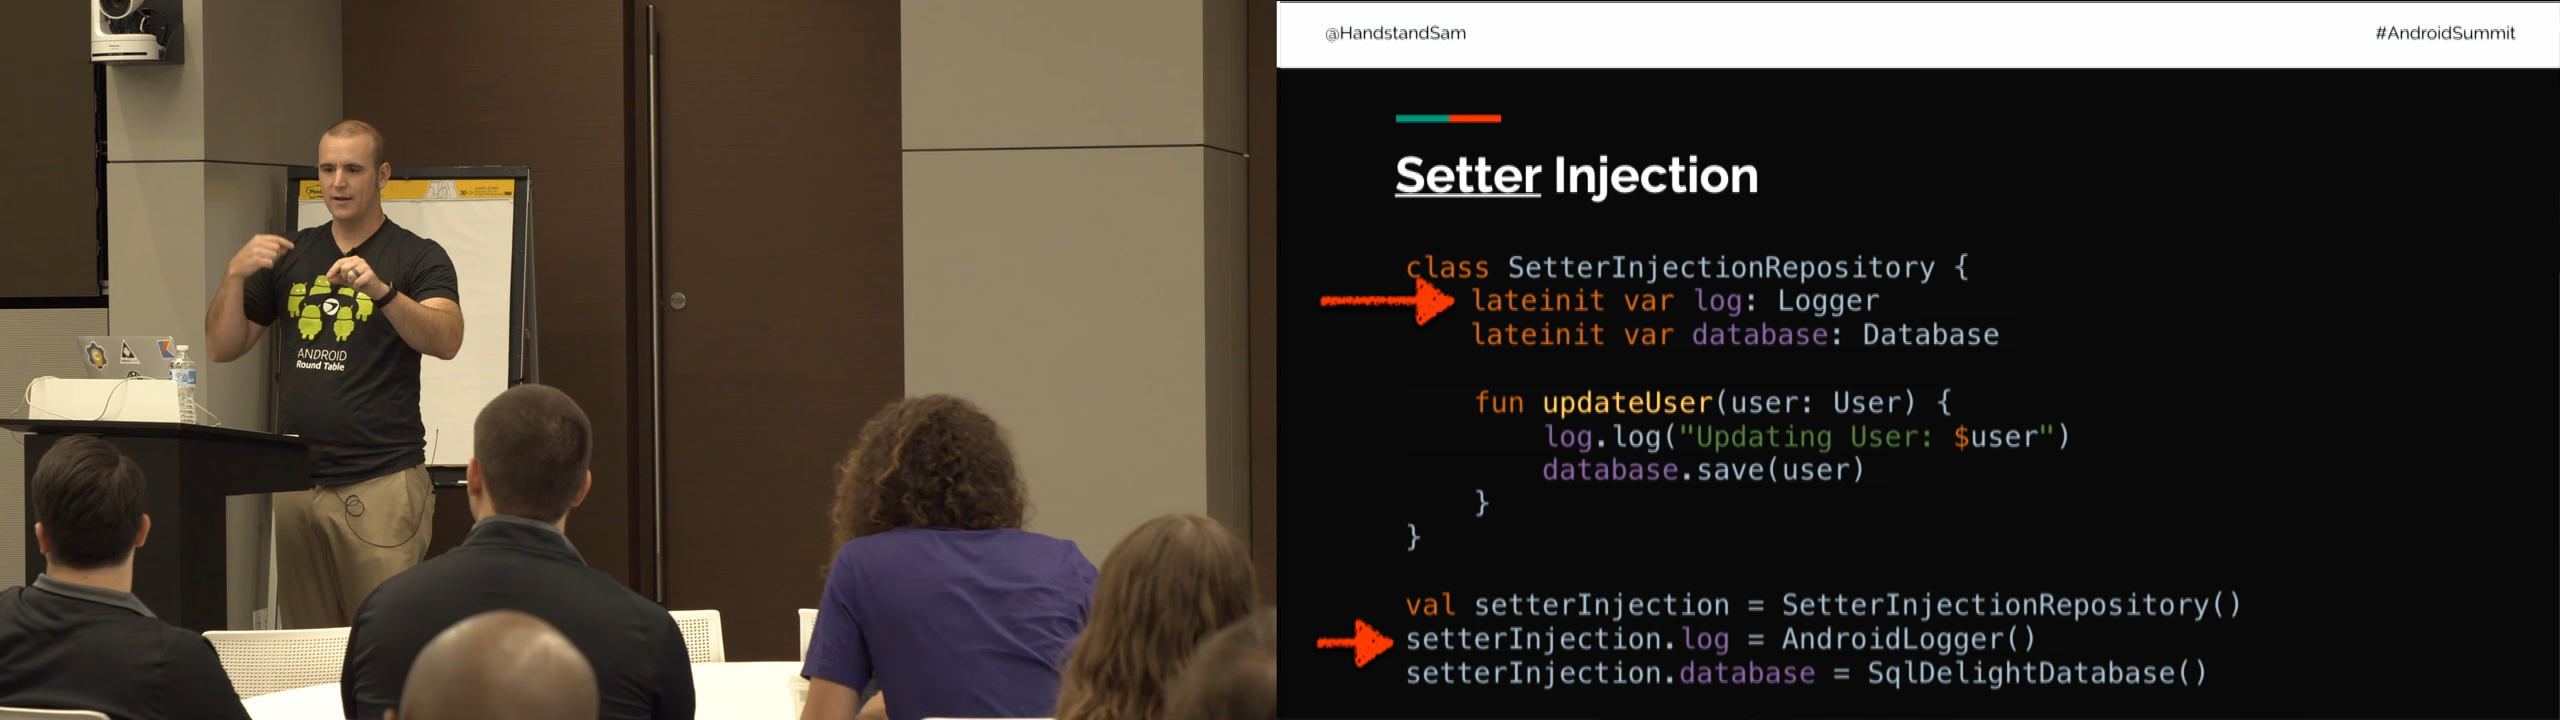 @HandstandSam
#AndroidSummit
Setter Injection
class SetterInjectionRepository {
lateinit var log: Logger
lateinit var database: Database
fun updateUser(user: User) {
log.log("Updating User: $user")
database.save(user)
}
}
val setterInjection = SetterInjectionRepository()
setterInjection.log = AndroidLogger()
setterInjection.database = SqlDelightDatabase()
ANDROID
Round Table
PUSH